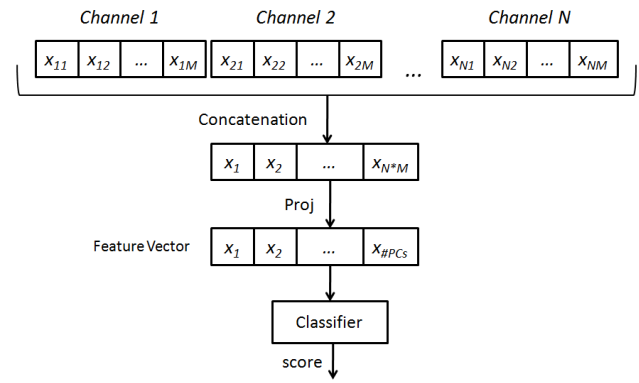 Channel 1 Channel 2 Channel N
x11 x12 ... x1M x21 x22 ... x2M ... xN1 xN2 ... xNM
Concatenation
x1 x2 ... xN*M
Proj
Feature Vector x1 x2 ... x#PCs
Classifier
score